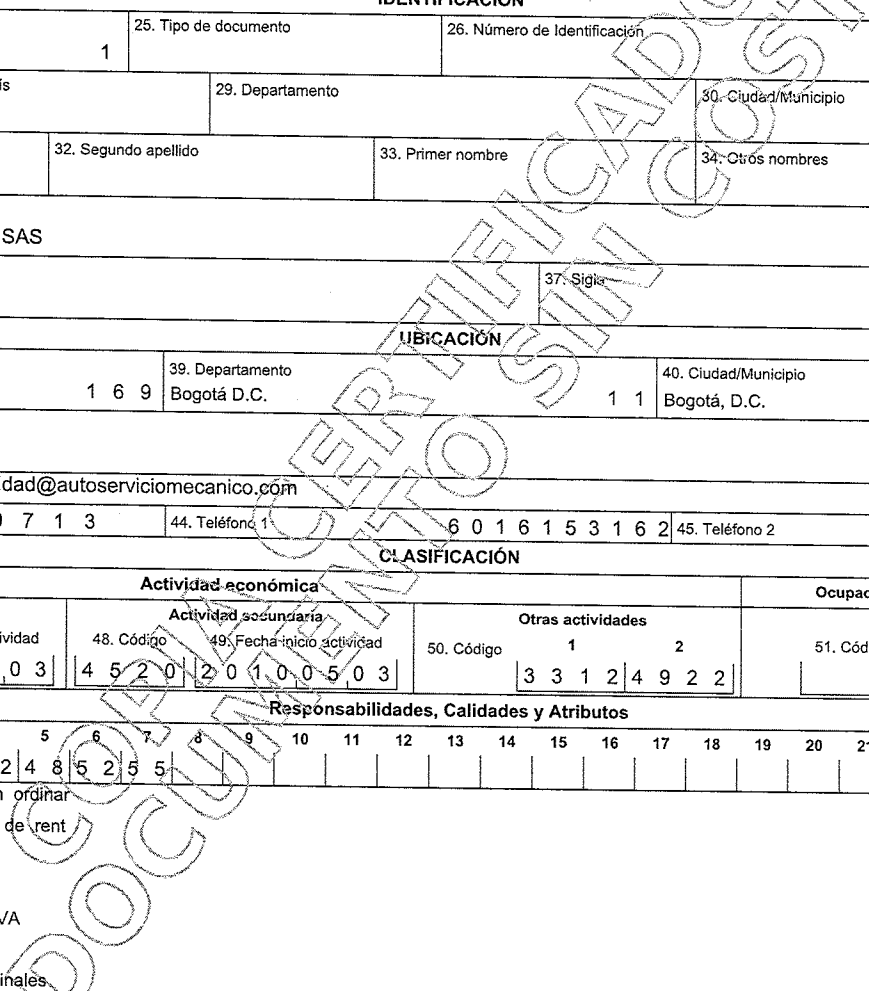 IDENTIFICACIÓN
25. Tipo de documento 26. Número de Identificación
1
29. Departamento 30. Ciudad/Municipio
32. Segundo apellido 33. Primer nombre 34. Otros nombres
SAS
37. Sigla
UBICACIÓN
39. Departamento 40. Ciudad/Municipio
1 6 9 Bogotá D.C. 1 1 Bogotá, D.C.
dad@autoserviciomecanico.com
7 1 3 44. Teléfono 1 6 0 1 6 1 5 3 1 6 2 45. Teléfono 2
CLASIFICACIÓN
Actividad económica Ocupac
Actividad secundaria Otras actividades
ividad 48. Código 49. Fecha inicio actividad 50. Código 1 2 51. Cód
0 3 4 5 2 0 2 0 1 0 0 5 0 3 3 3 1 2 4 9 2 2
Responsabilidades, Calidades y Atributos
5 6 7 8 9 10 11 12 13 14 15 16 17 18 19 20 21
2 4 8 5 2 5 5
n ordinar
de rent
VA
inales
COPIA CERTIFICADO
DOCUMENTO SIN COST